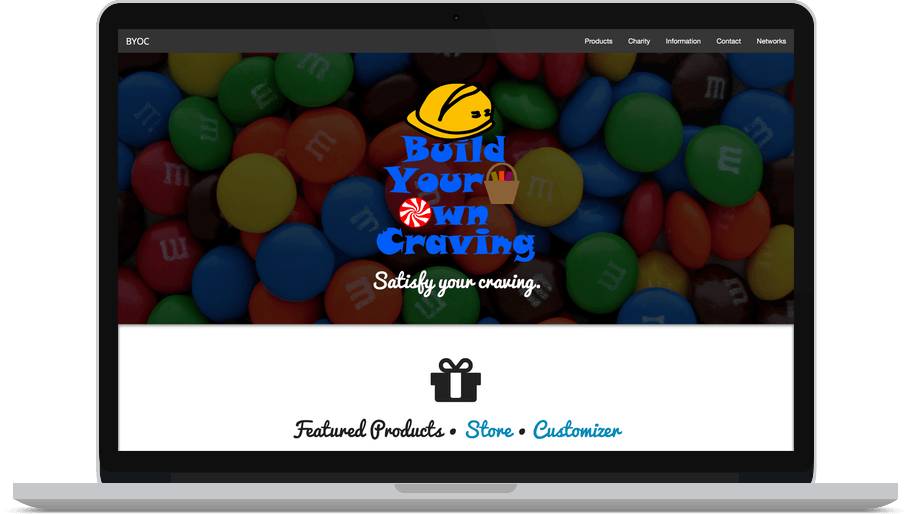 BYOC Products Charity Information Contact Networks
Build
Your
Own
Craving
Satisfy your craving.
Featured Products • Store • Customizer
m
m
m
m
m
m
m
m
m